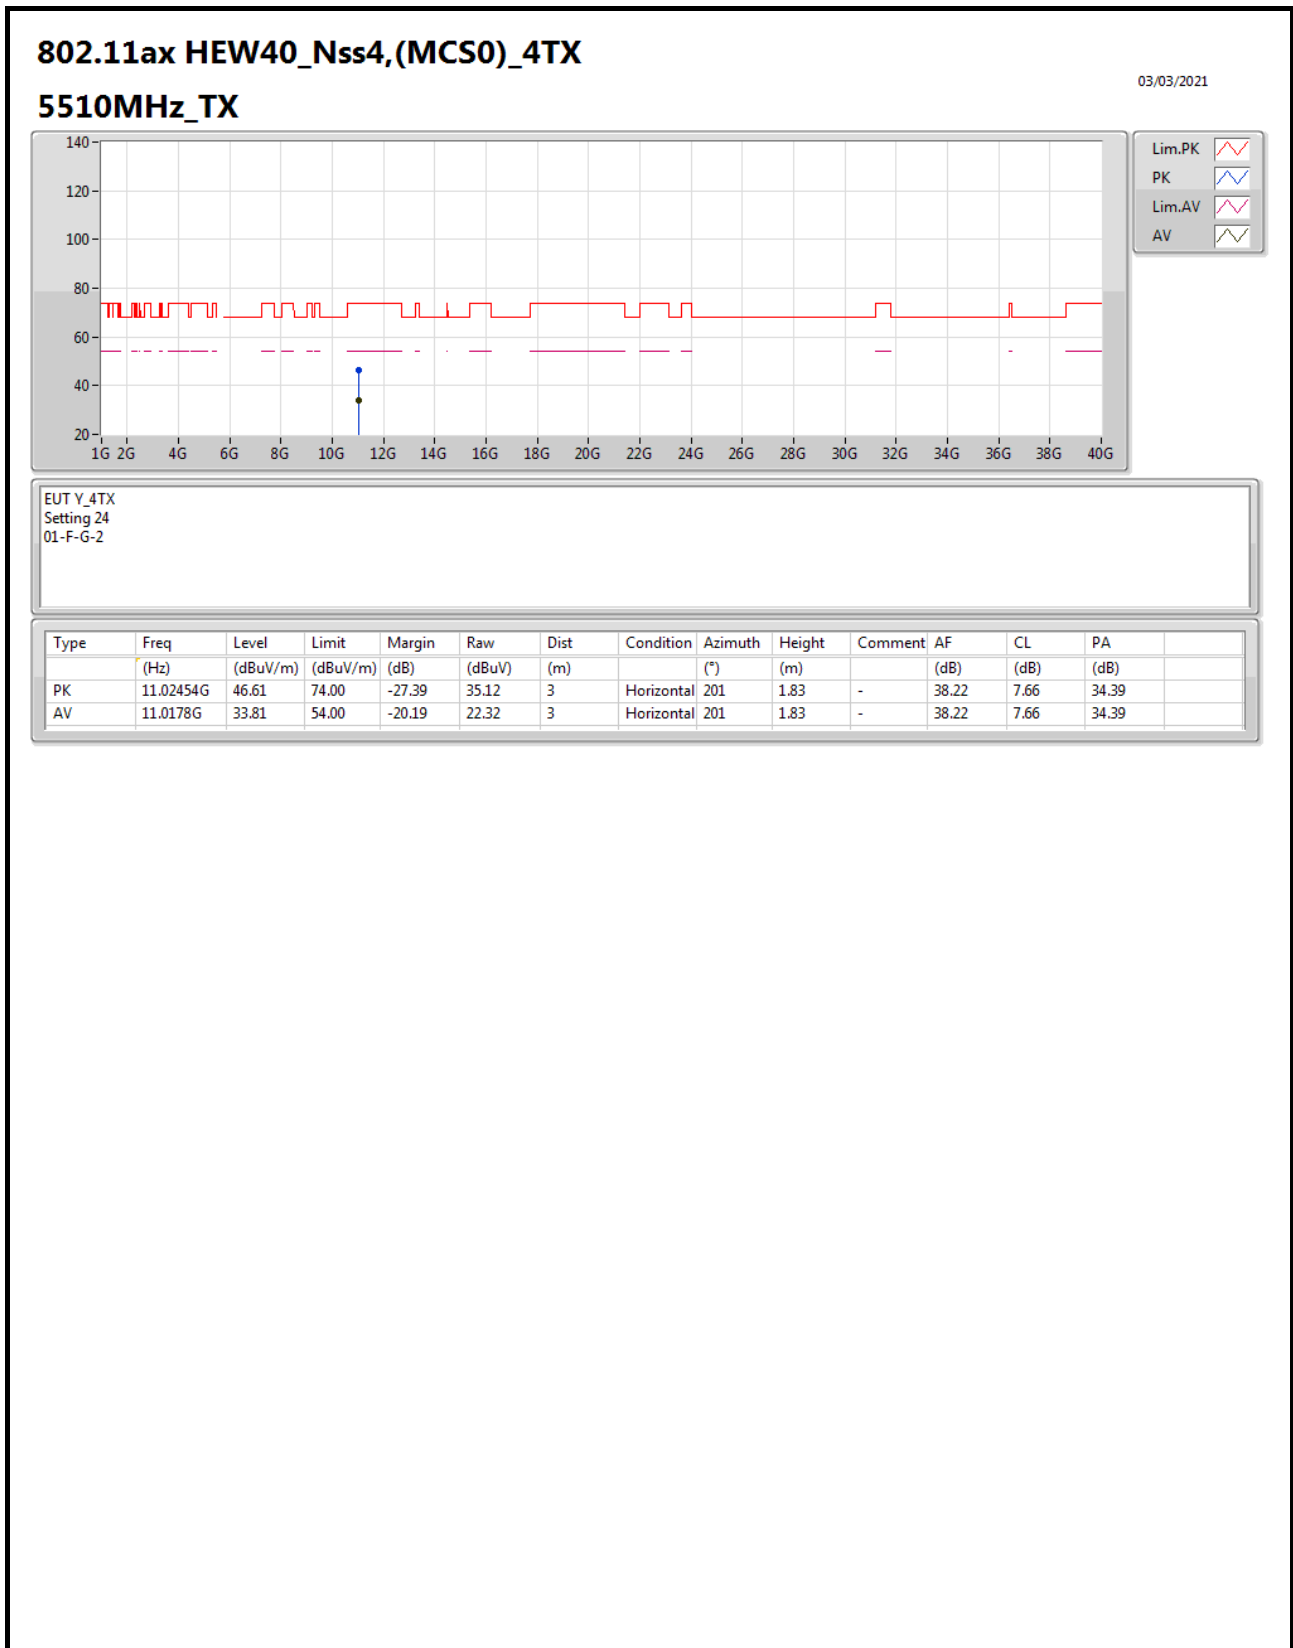 802.11ax HEW40_Nss4,(MCS0)_4TX
03/03/2021
5510MHz_TX
140
120
100
80
60
40
20
1G 2G 4G 6G 8G 10G 12G 14G 16G 18G 20G 22G 24G 26G 28G 30G 32G 34G 36G 38G 40G
Lim.PK
PK
Lim.AV
AV
EUT Y_4TX
Setting 24
01-F-G-2
Type Freq Level Limit Margin Raw Dist Condition Azimuth Height Comment AF CL PA
(Hz) (dBuV/m) (dBuV/m) (dB) (dBuV) (m) (°) (m) (dB) (dB) (dB)
PK 11.02454G 46.61 74.00 -27.39 35.12 3 Horizontal 201 1.83 - 38.22 7.66 34.39
AV 11.0178G 33.81 54.00 -20.19 22.32 3 Horizontal 201 1.83 - 38.22 7.66 34.39